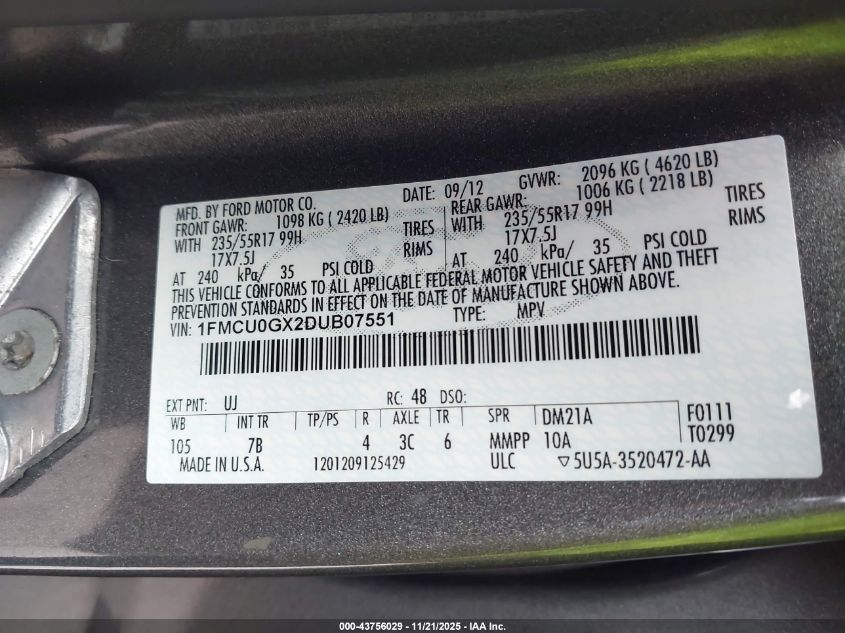 MFD. BY FORD MOTOR CO. DATE: 09/12 GVWR: 2096 KG ( 4620 LB)
FRONT GAWR: 1098 KG ( 2420 LB) REAR GAWR: 1006 KG ( 2218 LB)
WITH 235/55R17 99H TIRES WITH 235/55R17 99H TIRES
17X7.5J RIMS 17X7.5J RIMS
AT 240 kPa/ 35 PSI COLD AT 240 kPa/ 35 PSI COLD
THIS VEHICLE CONFORMS TO ALL APPLICABLE FEDERAL MOTOR VEHICLE SAFETY AND THEFT
PREVENTION STANDARDS IN EFFECT ON THE DATE OF MANUFACTURE SHOWN ABOVE.
VIN: 1FMCU0GX2DUB07551 TYPE: MPV
EXT PNT: UJ RC: 48 DSO:
WB INT TR TP/PS R AXLE TR SPR DM21A F0111
105 7B 4 3C 6 MMPP 10A T0299
MADE IN U.S.A. 1201209125429 ULC ▽5U5A-3520472-AA
000-43756029 - 11/21/2025 - IAA Inc.